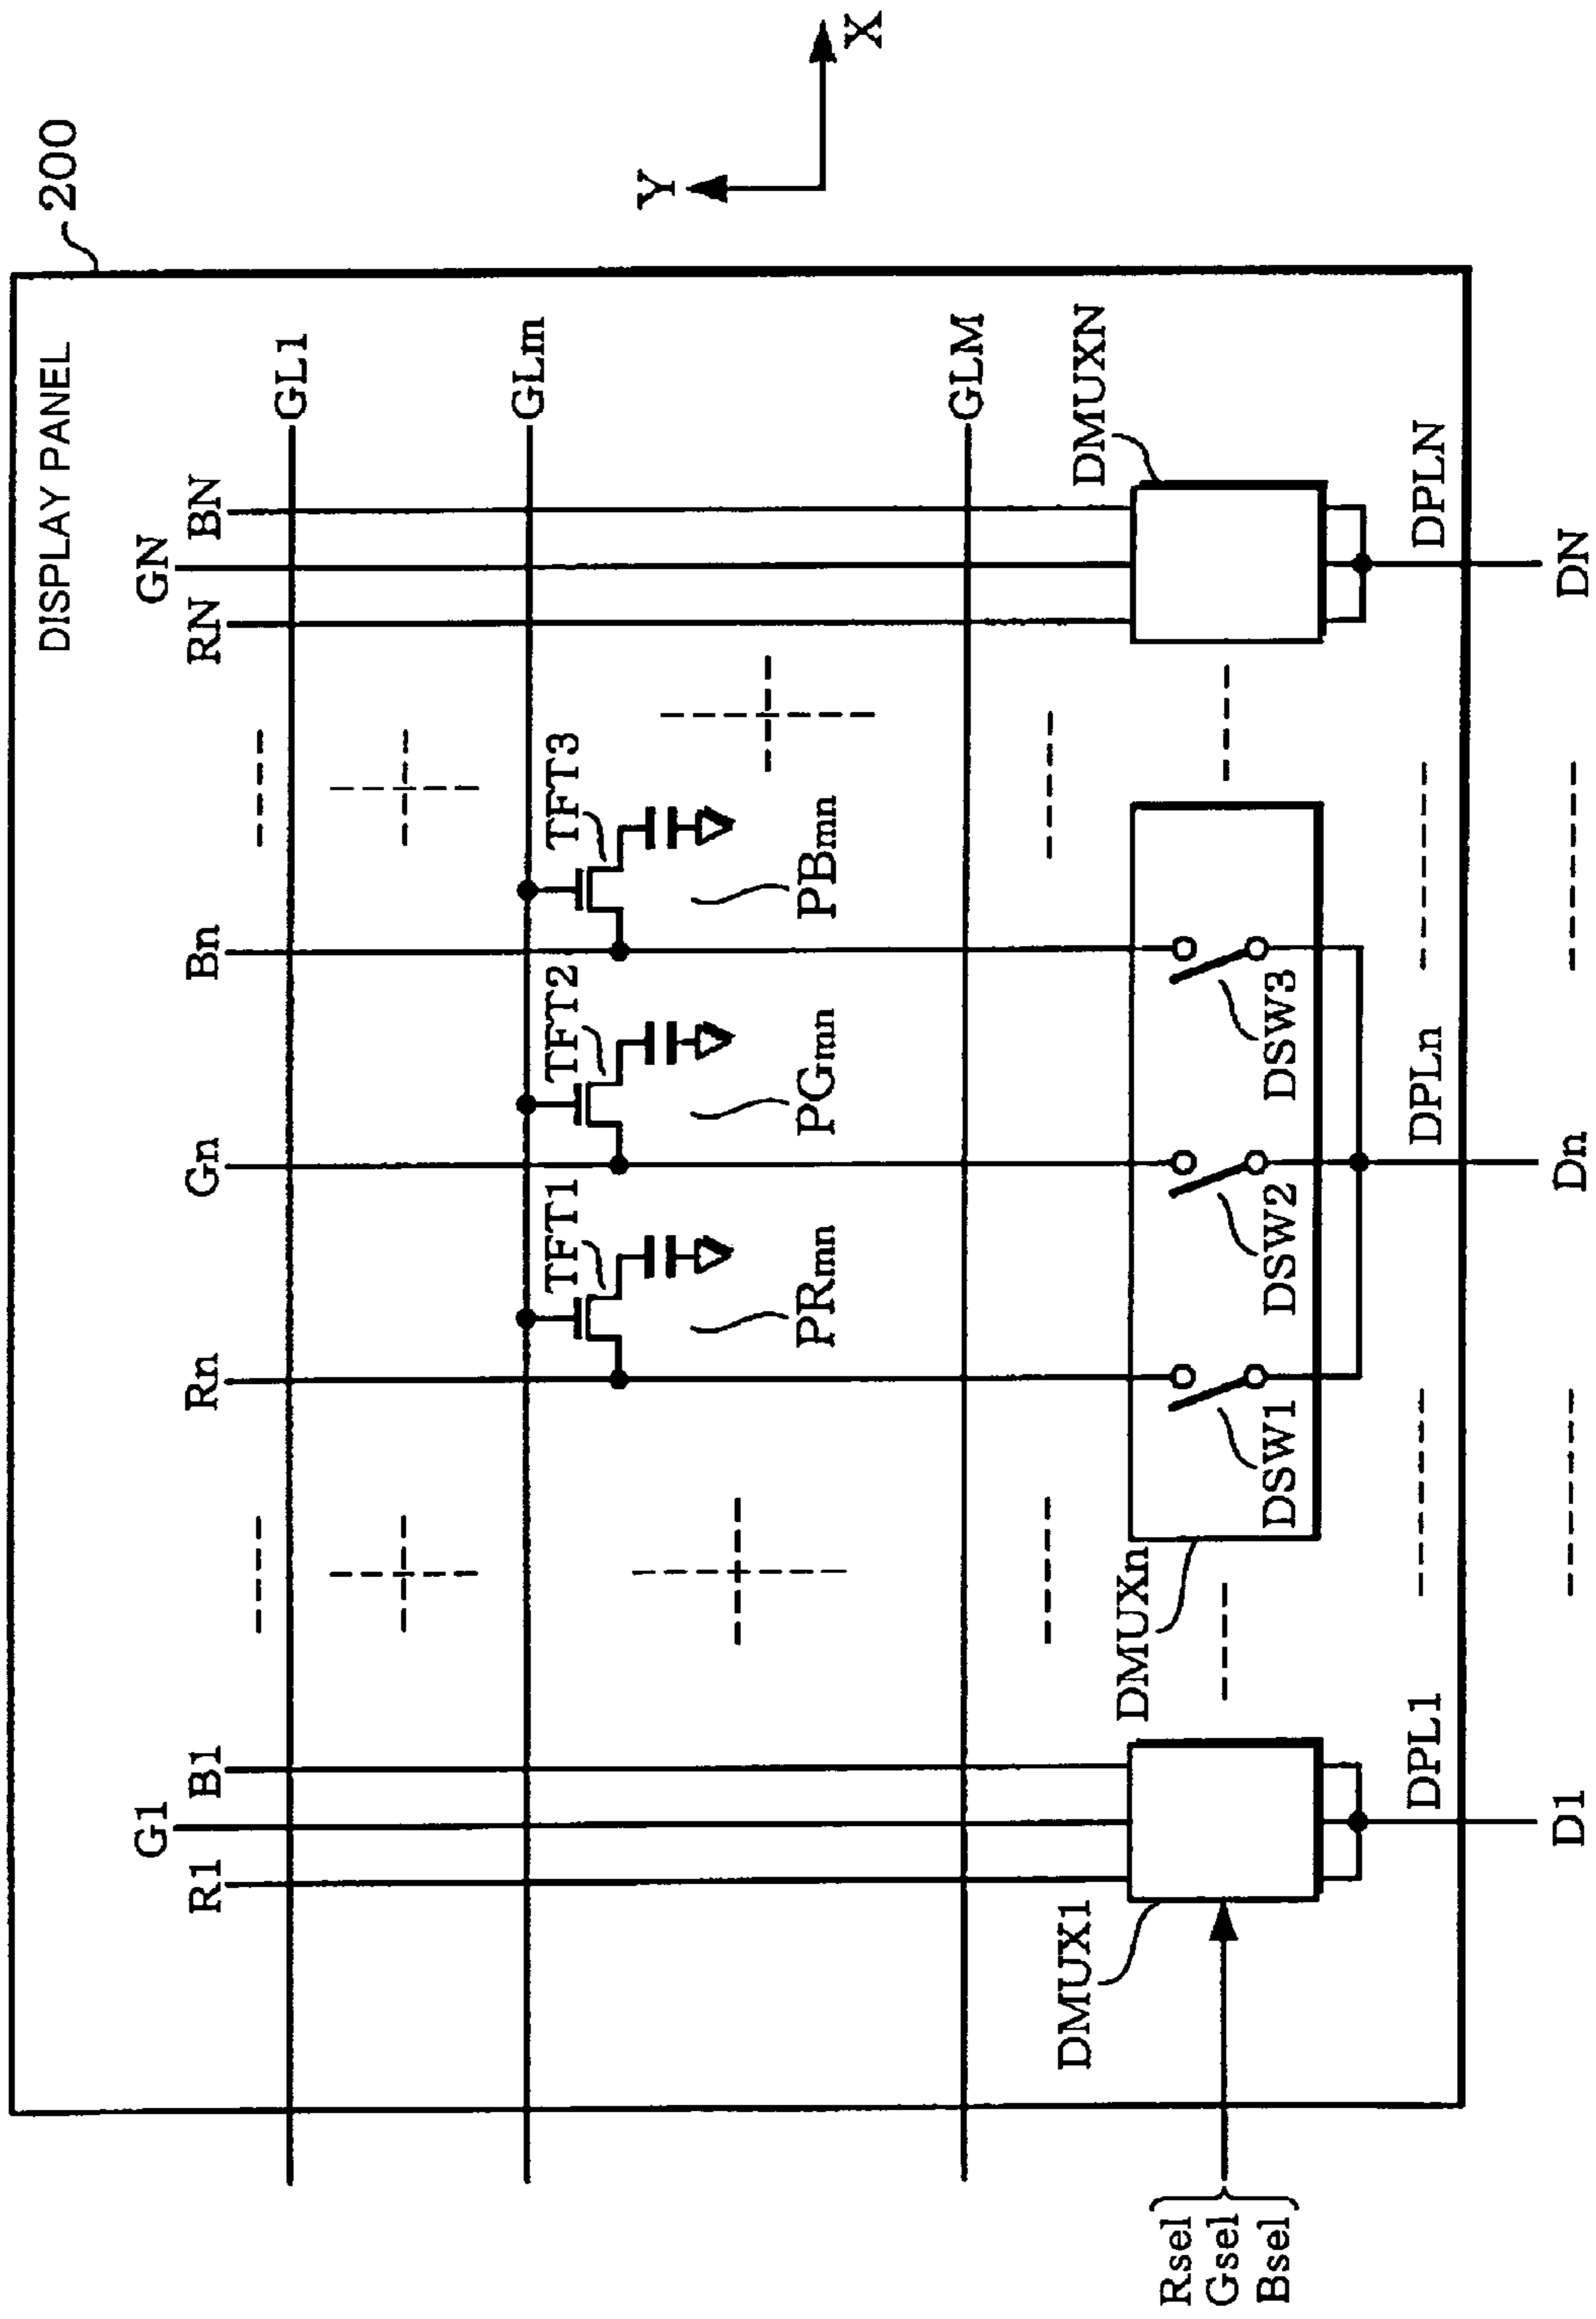 200
DISPLAY PANEL
G1
Gn
GN
R1
B1
Rn
Bn
RN
BN
GL1
GLm
TFT1
TFT2
TFT3
PRmn
PGmn
PBmn
GLM
DMUX1
DMUXn
DMUXN
Rsel
Gsel
Bsel
DSW1
DSW2
DSW3
DPL1
DPLn
DPLN
D1
Dn
DN
Y
X